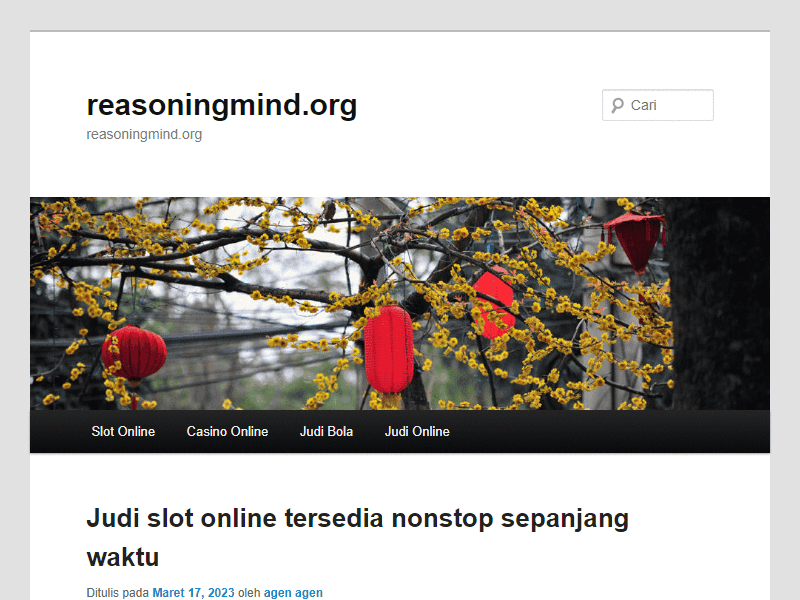 reasoningmind.org
reasoningmind.org
Cari
Slot Online Casino Online Judi Bola Judi Online
Judi slot online tersedia nonstop sepanjang
waktu
Ditulis pada Maret 17, 2023 oleh agen agen